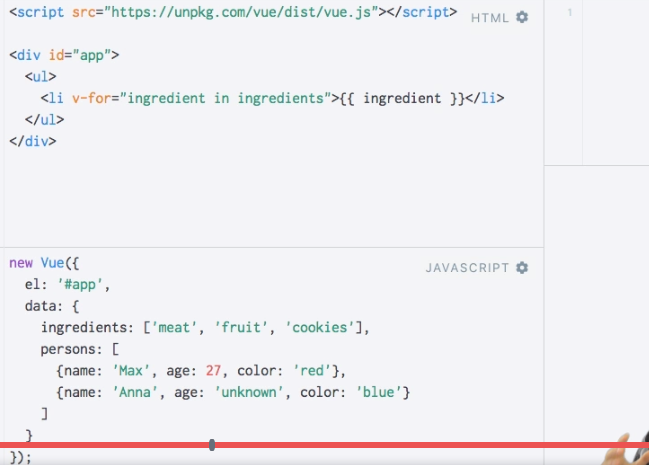 <script src="https://unpkg.com/vue/dist/vue.js"></script>
HTML
1
<div id="app">
  <ul>
    <li v-for="ingredient in ingredients">{{ ingredient }}</li>
  </ul>
</div>
new Vue({
JAVASCRIPT
  el: '#app',
  data: {
    ingredients: ['meat', 'fruit', 'cookies'],
    persons: [
      {name: 'Max', age: 27, color: 'red'},
      {name: 'Anna', age: 'unknown', color: 'blue'}
    ]
  }
});